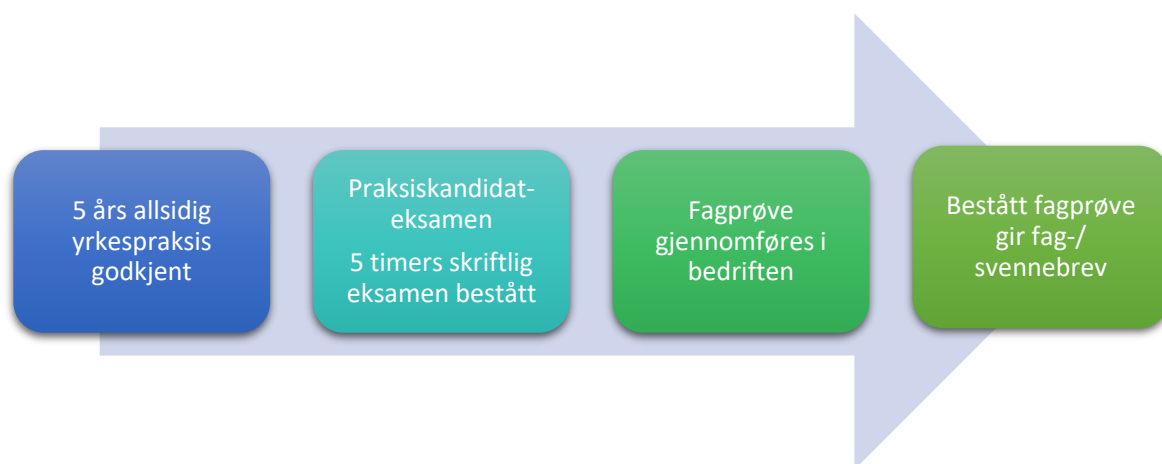 5 års allsidig
yrkespraksis
godkjent
Praksiskandidat-
eksamen
5 timers skriftlig
eksamen bestått
Fagprøve
gjennomføres i
bedriften
Bestått fagprøve
gir fag-/
svennebrev